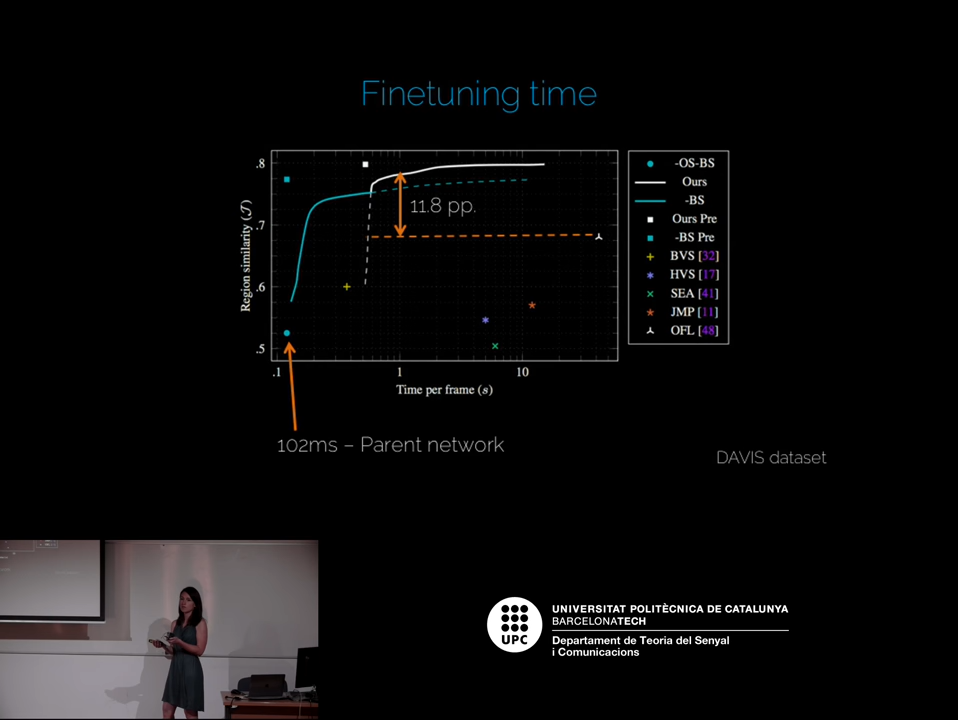 Finetuning time
.8
.7
.6
.5
Region similarity (𝒥)
11.8 pp.
.1 1 10
Time per frame (s)
-OS-BS
Ours
-BS
Ours Pre
-BS Pre
BVS [32]
HVS [17]
SEA [41]
JMP [11]
OFL [48]
102ms – Parent network
DAVIS dataset
UPC
UNIVERSITAT POLITÈCNICA DE CATALUNYA
BARCELONATECH
Departament de Teoria del Senyal
i Comunicacions